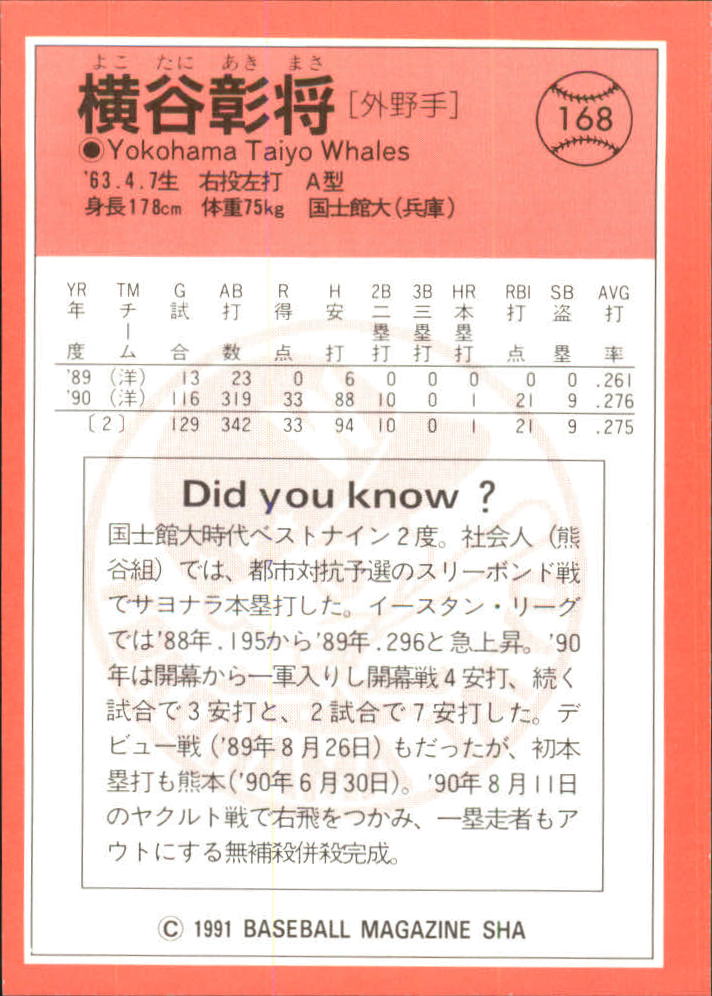 よこ たに あき まさ
横谷彰将[外野手]
168
●Yokohama Taiyo Whales
'63.4.7生 右投左打 A型
身長178cm 体重75kg 国士館大(兵庫)
YR TM G AB R H 2B 3B HR RBI SB AVG
年度 チーム 試合 打数 得点 安打 二塁打 三塁打 本塁打 打点 盗塁 打率
'89 (洋) 13 23 0 6 0 0 0 0 0 .261
'90 (洋) 116 319 33 88 10 0 1 21 9 .276
〔2〕 129 342 33 94 10 0 1 21 9 .275
Did you know ?
国士館大時代ベストナイン2度。社会人(熊
谷組)では、都市対抗予選のスリーボンド戦
でサヨナラ本塁打した。イースタン・リーグ
では'88年.195から'89年.296と急上昇。'90
年は開幕から一軍入りし開幕戦4安打、続く
試合で3安打と、2試合で7安打した。デ
ビュー戦('89年8月26日)もだったが、初本
塁打も熊本('90年6月30日)。'90年8月11日
のヤクルト戦で右飛をつかみ、一塁走者もア
ウトにする無補殺併殺完成。
© 1991 BASEBALL MAGAZINE SHA